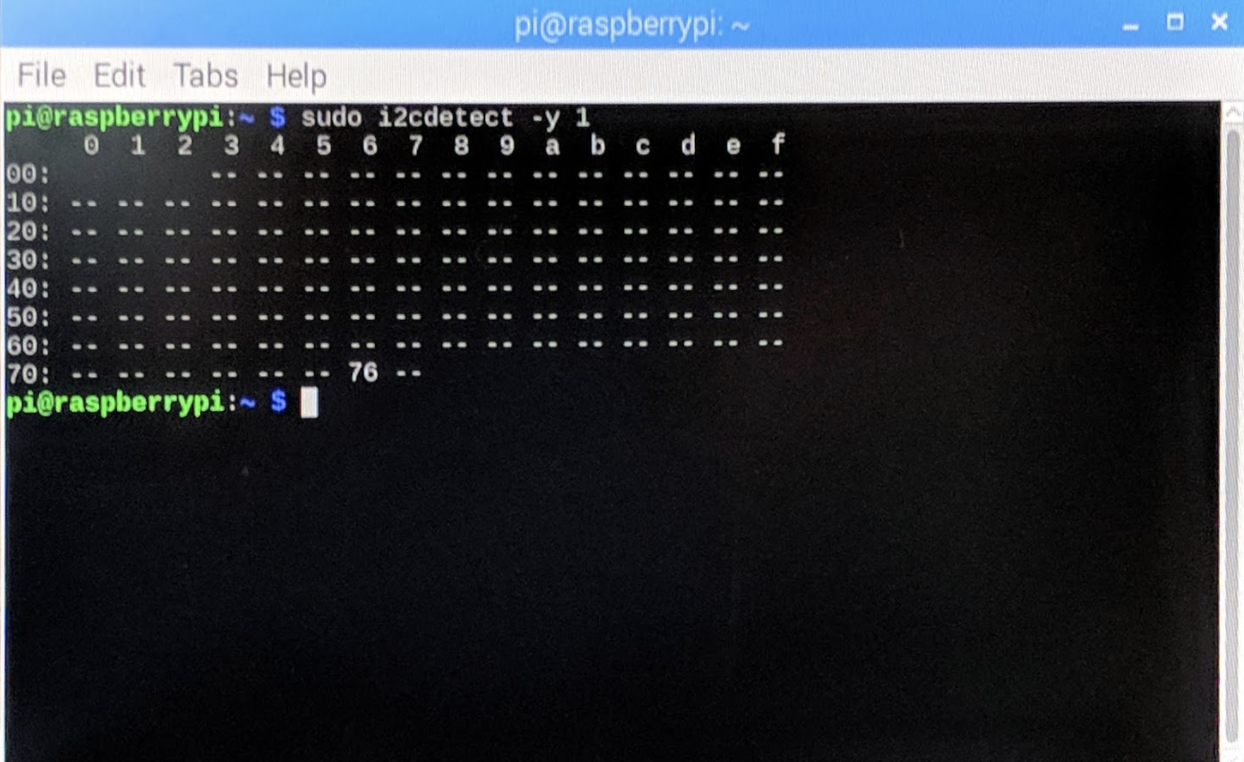 pi@raspberrypi: ~
File Edit Tabs Help
pi@raspberrypi:~ $ sudo i2cdetect -y 1
     0  1  2  3  4  5  6  7  8  9  a  b  c  d  e  f
00:          -- -- -- -- -- -- -- -- -- -- -- -- --
10: -- -- -- -- -- -- -- -- -- -- -- -- -- -- -- --
20: -- -- -- -- -- -- -- -- -- -- -- -- -- -- -- --
30: -- -- -- -- -- -- -- -- -- -- -- -- -- -- -- --
40: -- -- -- -- -- -- -- -- -- -- -- -- -- -- -- --
50: -- -- -- -- -- -- -- -- -- -- -- -- -- -- -- --
60: -- -- -- -- -- -- -- -- -- -- -- -- -- -- -- --
70: -- -- -- -- -- -- 76 --
pi@raspberrypi:~ $